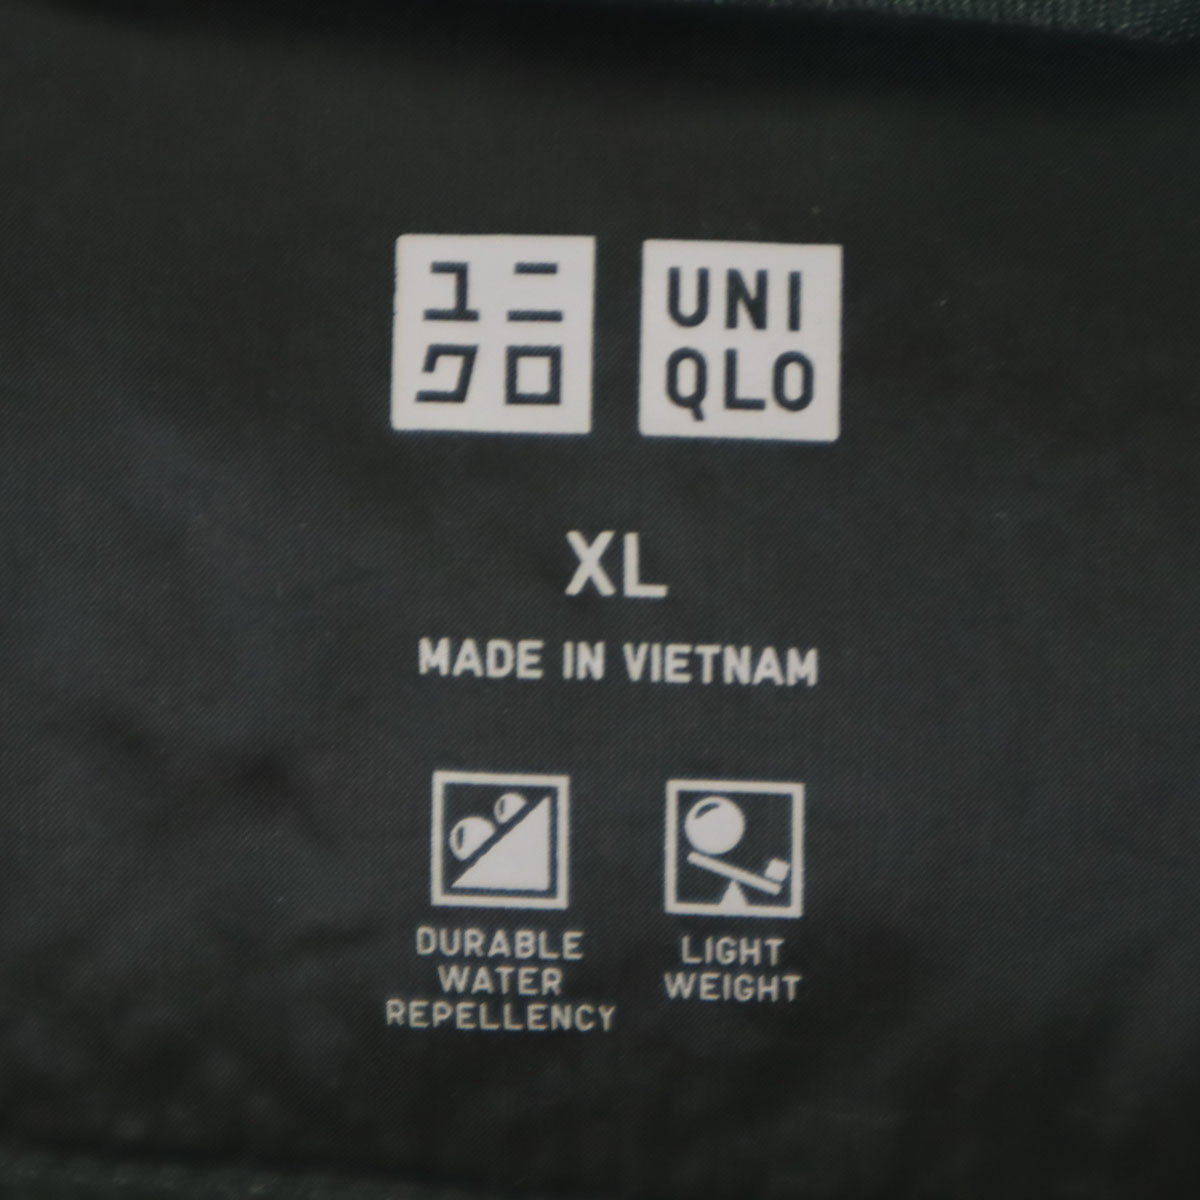 ユニ
クロ
UNI
QLO
XL
MADE IN VIETNAM
DURABLE
WATER
REPELLENCY
LIGHT
WEIGHT